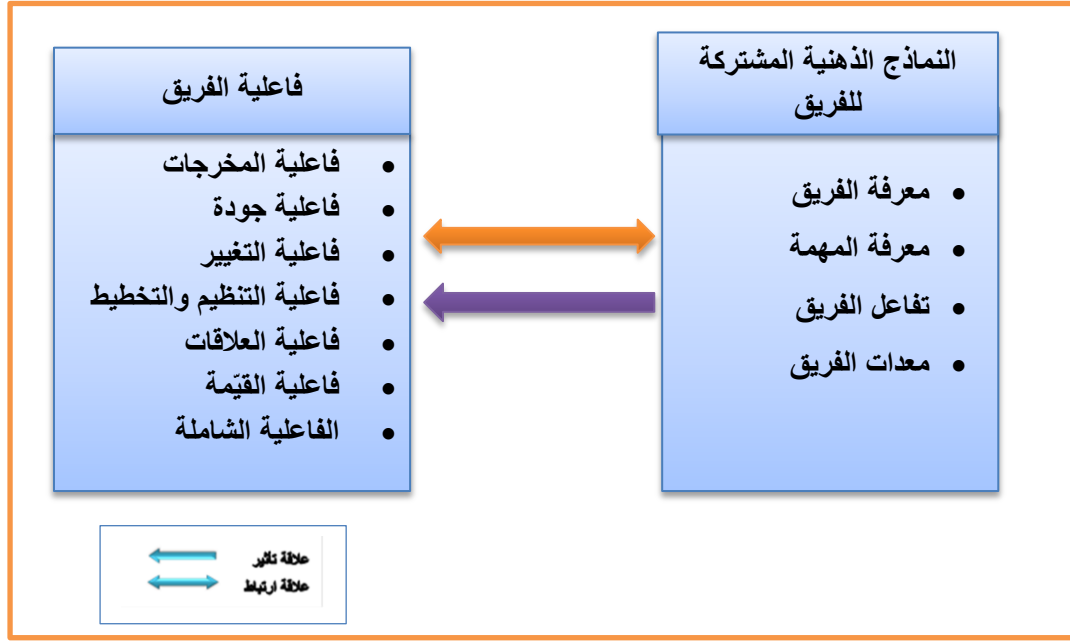 النماذج الذهنية المشتركة
للفريق
• معرفة الفريق
• معرفة المهمة
• تفاعل الفريق
• معدات الفريق
فاعلية الفريق
• فاعلية المخرجات
• فاعلية جودة
• فاعلية التغيير
• فاعلية التنظيم والتخطيط
• فاعلية العلاقات
• فاعلية القيّمة
• الفاعلية الشاملة
علاقة تاثير
علاقة ارتباط